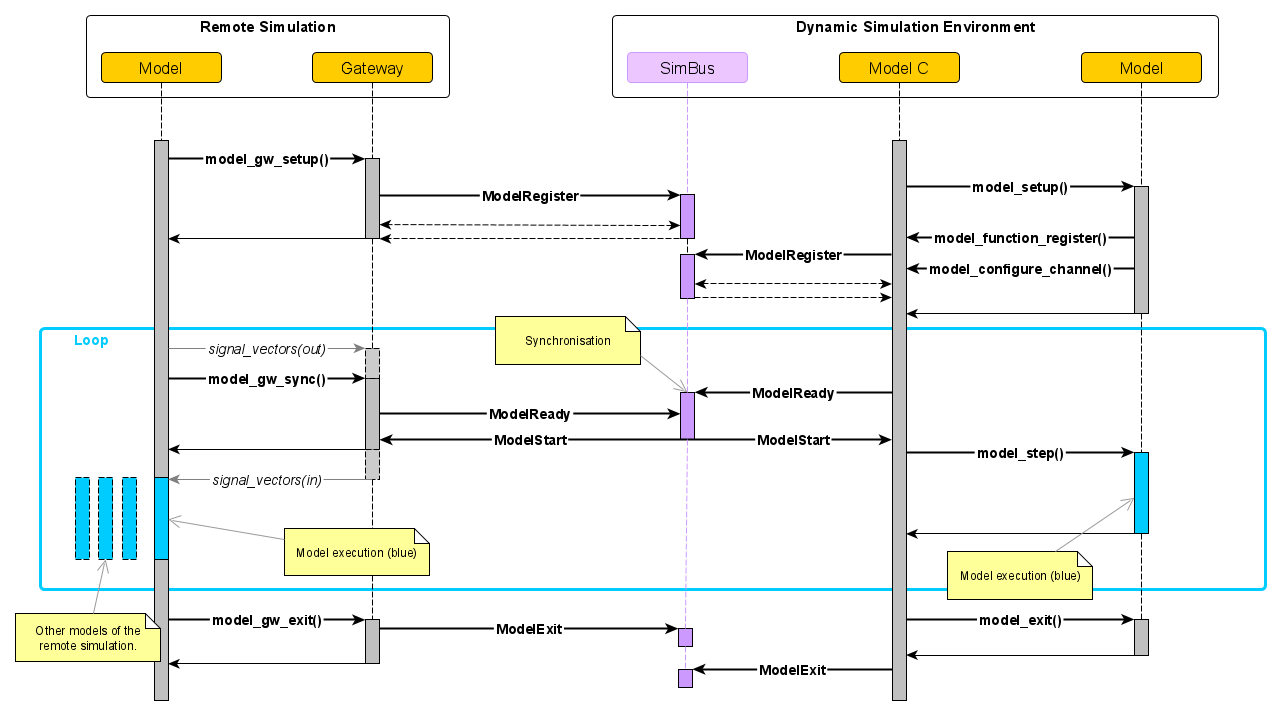 Remote Simulation
Dynamic Simulation Environment
Model
Gateway
SimBus
Model C
Model
model_gw_setup()
model_setup()
ModelRegister
model_function_register()
ModelRegister
model_configure_channel()
Loop
Synchronisation
signal_vectors(out)
model_gw_sync()
ModelReady
ModelReady
ModelStart
ModelStart
model_step()
signal_vectors(in)
Model execution (blue)
Model execution (blue)
model_gw_exit()
model_exit()
ModelExit
Other models of the
remote simulation.
ModelExit